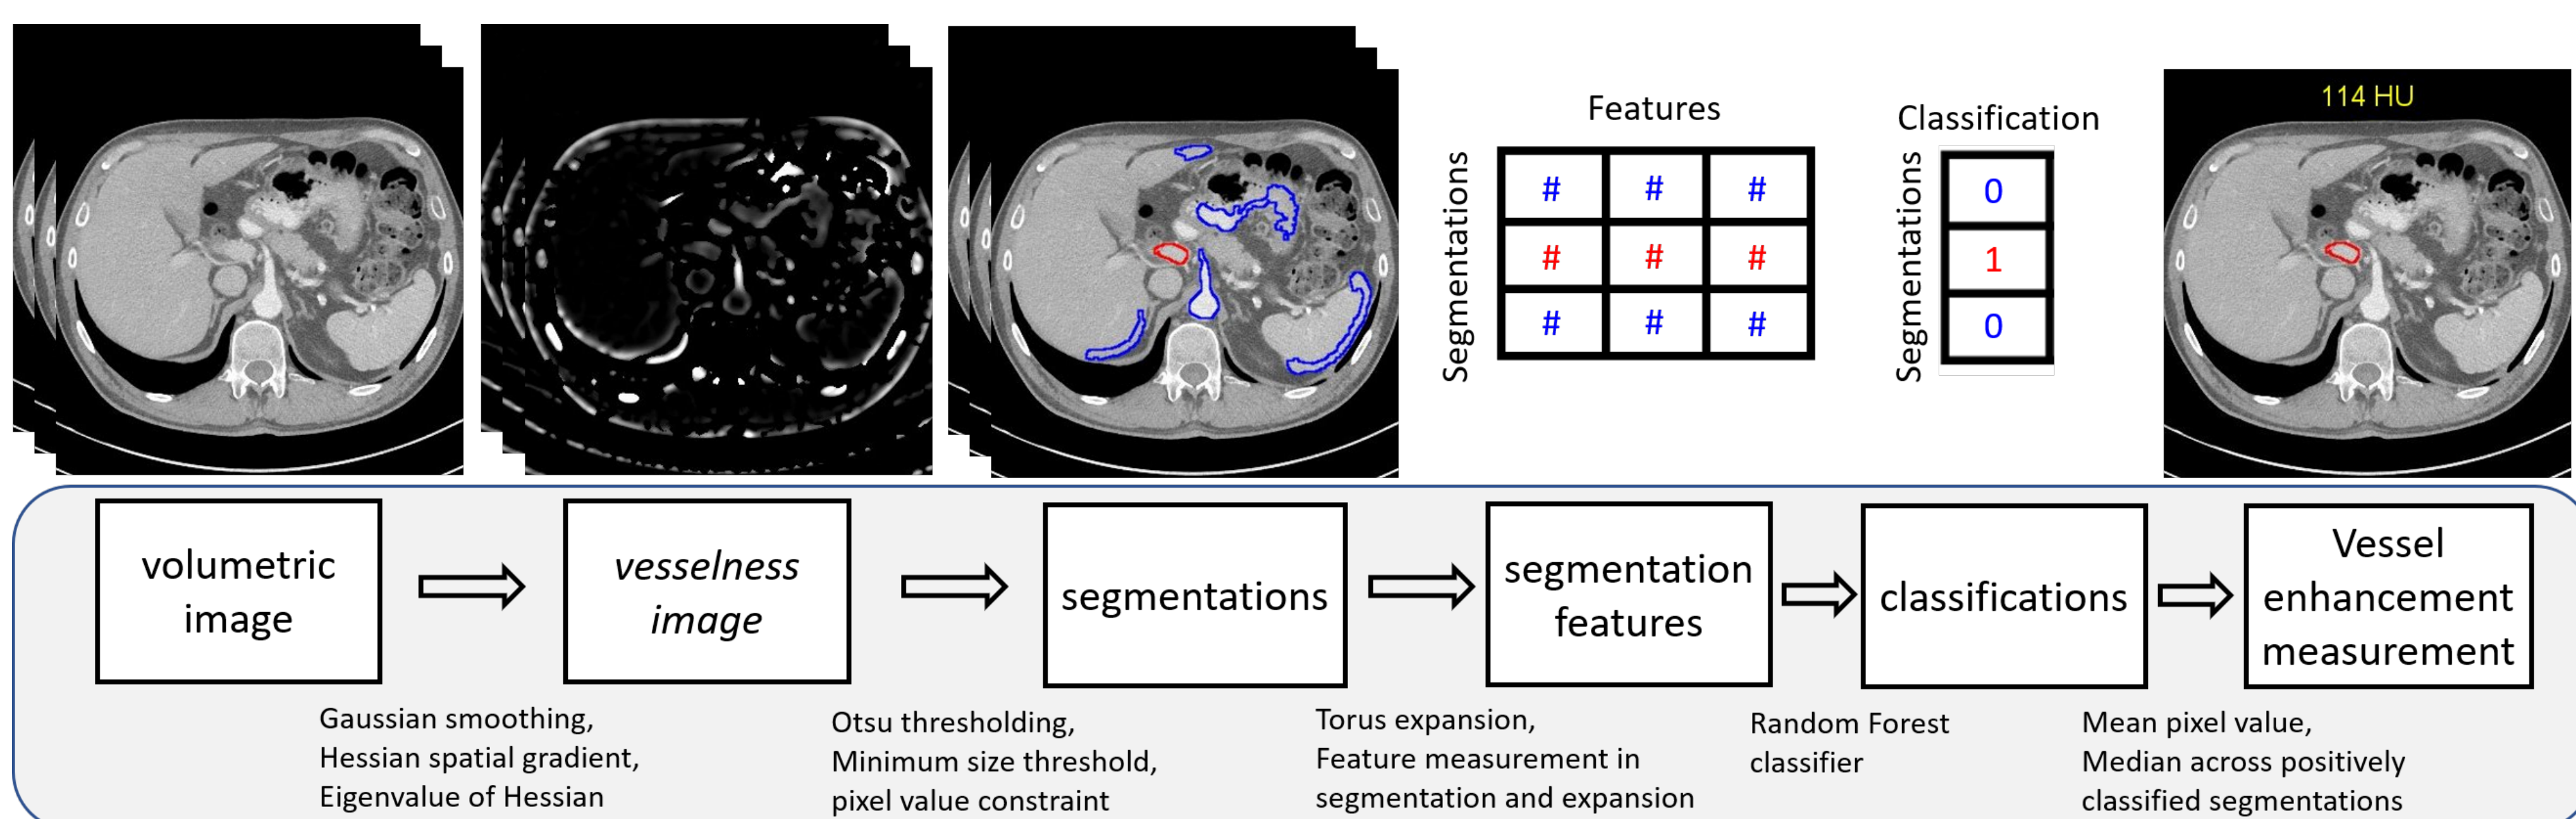 114 HU
Features
Segmentations
# # #
# # #
# # #
Classification
Segmentations
0
1
0
volumetric
image
vesselness
image
segmentations
segmentation
features
classifications
Vessel
enhancement
measurement
Gaussian smoothing,
Hessian spatial gradient,
Eigenvalue of Hessian
Otsu thresholding,
Minimum size threshold,
pixel value constraint
Torus expansion,
Feature measurement in
segmentation and expansion
Random Forest
classifier
Mean pixel value,
Median across positively
classified segmentations